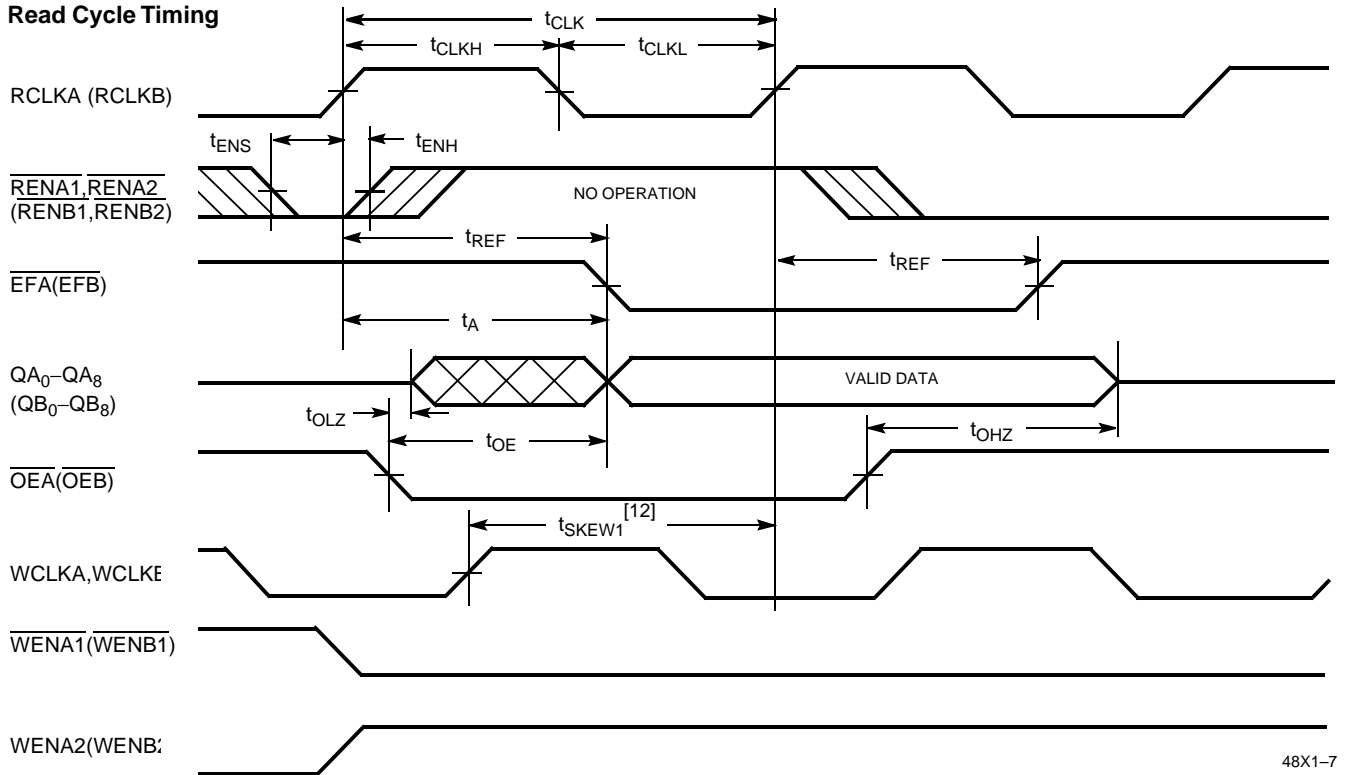 Read Cycle Timing
tCLK
tCLKH
tCLKL
RCLKA (RCLKB)
tENS
tENH
RENA1,RENA2
(RENB1,RENB2)
NO OPERATION
tREF
tREF
EFA(EFB)
tA
QA0–QA8
(QB0–QB8)
VALID DATA
tOLZ
tOE
tOHZ
OEA(OEB)
tSKEW1[12]
WCLKA,WCLKB
WENA1(WENB1)
WENA2(WENB2
48X1–7